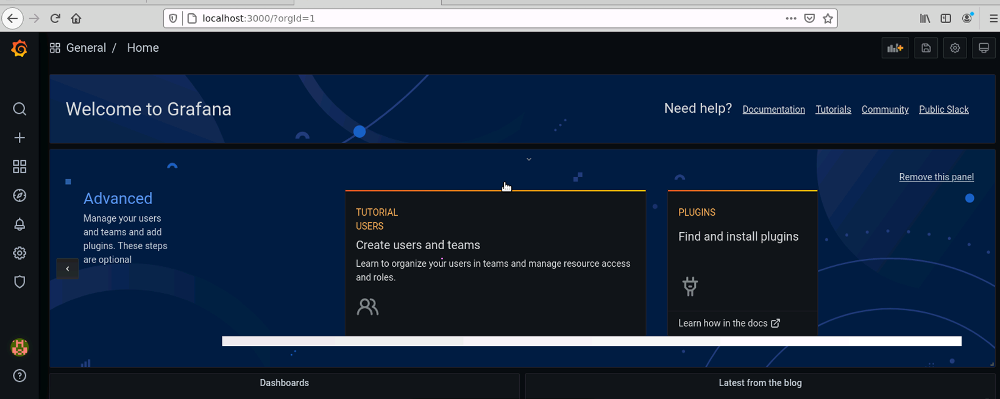 localhost:3000/?orgId=1
General / Home
Welcome to Grafana
Need help? Documentation Tutorials Community Public Slack
Remove this panel
Advanced
Manage your users
and teams and add
plugins. These steps
are optional
TUTORIAL
USERS
Create users and teams
Learn to organize your users in teams and manage resource access
and roles.
PLUGINS
Find and install plugins
Learn how in the docs
Dashboards
Latest from the blog